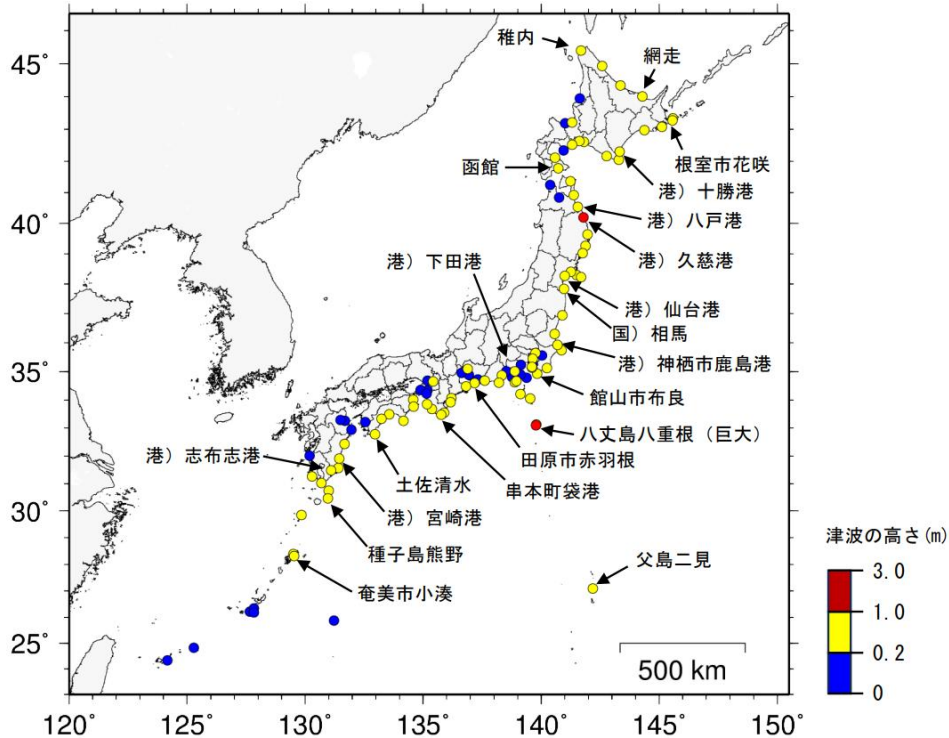 稚内
網走
45°
函館
根室市花咲
港）十勝港
40°
港）八戸港
港）久慈港
港）下田港
港）仙台港
国）相馬
35°
港）神栖市鹿島港
館山市布良
八丈島八重根（巨大）
田原市赤羽根
港）志布志港
土佐清水
串本町袋港
港）宮崎港
30°
種子島熊野
父島二見
奄美市小湊
津波の高さ(m)
3.0
1.0
0.2
0
25°
500 km
120°
125°
130°
135°
140°
145°
150°